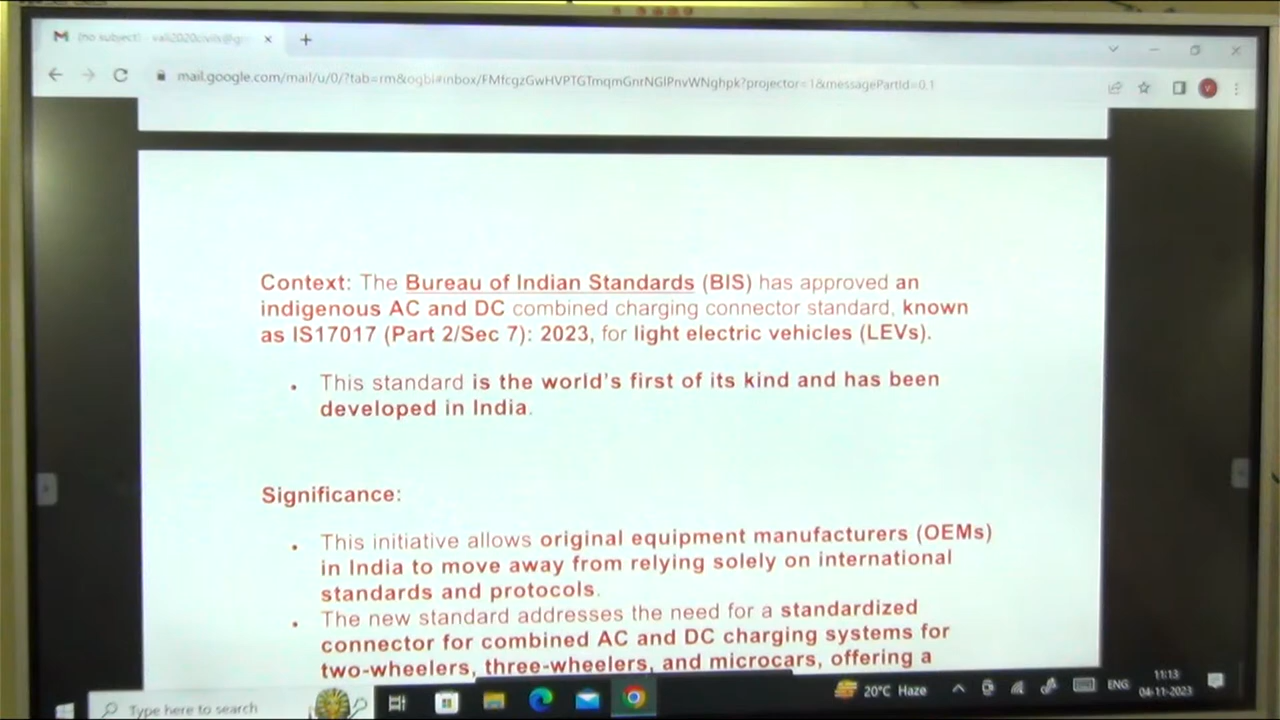 (no subject) - vali2020civils@g
mail.google.com/mail/u/0/?tab=rm&ogbl#inbox/FMfcgzGwHVPTGTmqmGnrNGlPnvWNghpk?projector=1&messagePartId=0.1
Context: The Bureau of Indian Standards (BIS) has approved an
indigenous AC and DC combined charging connector standard, known
as IS17017 (Part 2/Sec 7): 2023, for light electric vehicles (LEVs).
• This standard is the world's first of its kind and has been
developed in India.
Significance:
• This initiative allows original equipment manufacturers (OEMs)
in India to move away from relying solely on international
standards and protocols.
• The new standard addresses the need for a standardized
connector for combined AC and DC charging systems for
two-wheelers, three-wheelers, and microcars, offering a
Type here to search
20°C Haze
ENG
11:13
04-11-2023